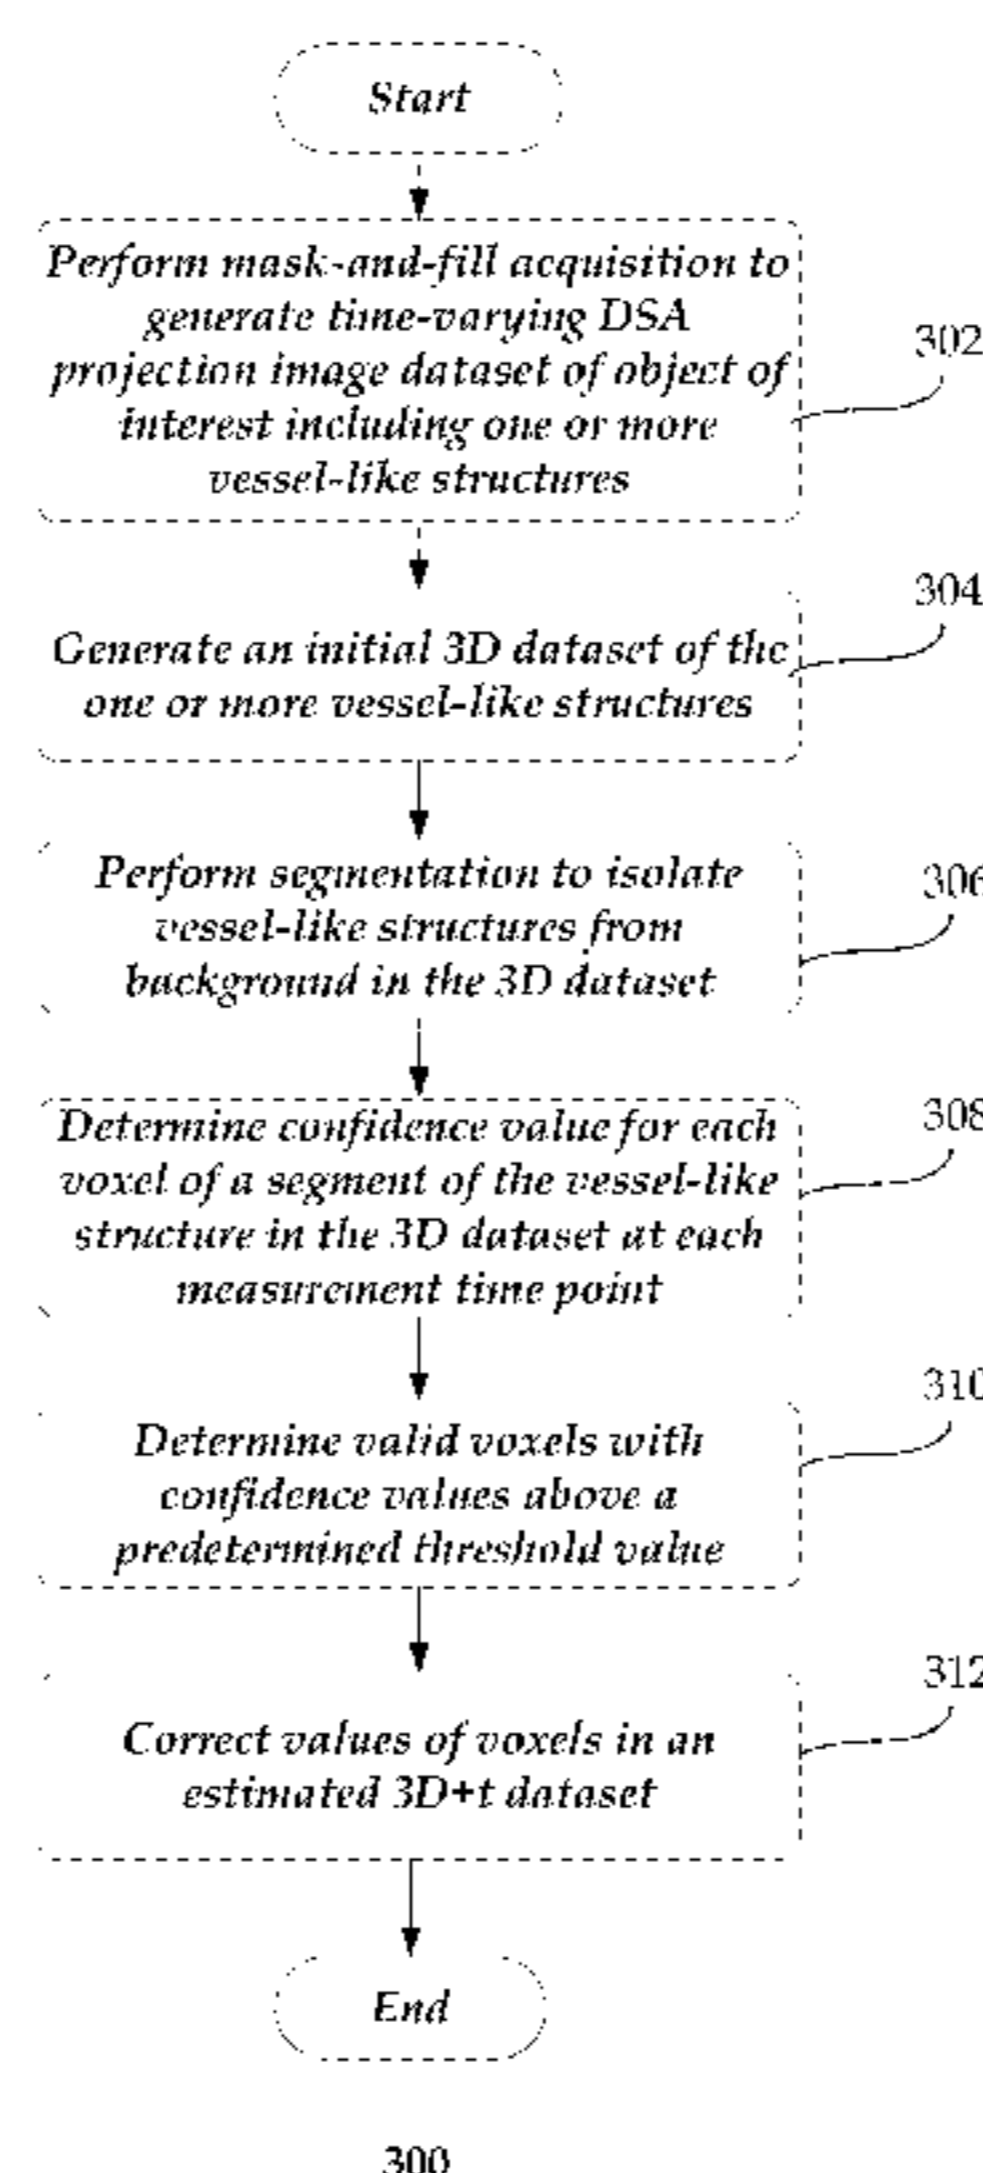 Start
Perform mask-and-fill acquisition to
generate time-varying DSA
projection image dataset of object of
interest including one or more
vessel-like structures
302
Generate an initial 3D dataset of the
one or more vessel-like structures
304
Perform segmentation to isolate
vessel-like structures from
background in the 3D dataset
306
Determine confidence value for each
voxel of a segment of the vessel-like
structure in the 3D dataset at each
measurement time point
308
Determine valid voxels with
confidence values above a
predetermined threshold value
310
Correct values of voxels in an
estimated 3D+t dataset
312
End
300